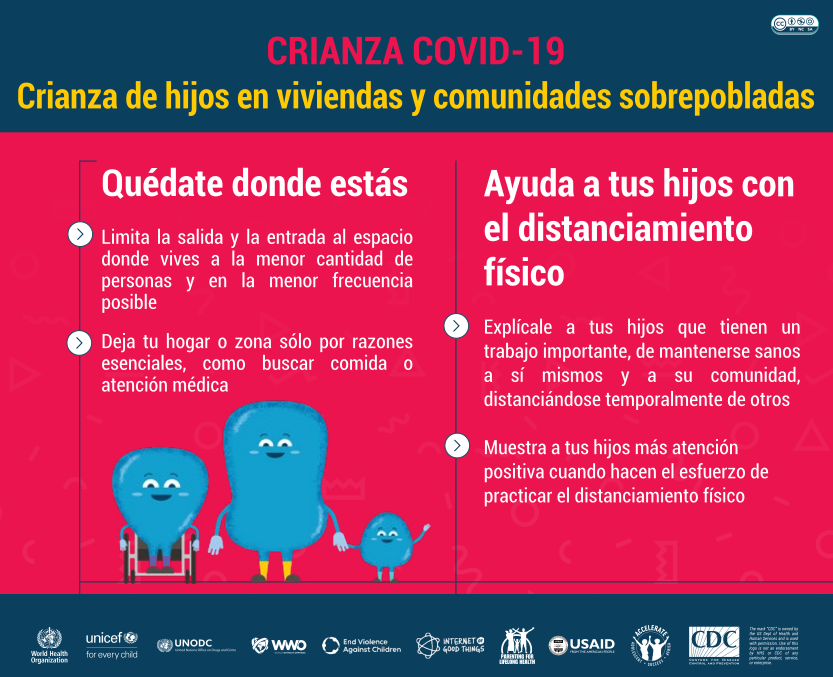 CC BY NC SA
CRIANZA COVID-19
Crianza de hijos en viviendas y comunidades sobrepobladas
Quédate donde estás
Limita la salida y la entrada al espacio
donde vives a la menor cantidad de
personas y en la menor frecuencia
posible
Deja tu hogar o zona sólo por razones
esenciales, como buscar comida o
atención médica
Ayuda a tus hijos con
el distanciamiento
físico
Explícale a tus hijos que tienen un
trabajo importante, de mantenerse sanos
a sí mismos y a su comunidad,
distanciándose temporalmente de otros
Muestra a tus hijos más atención
positiva cuando hacen el esfuerzo de
practicar el distanciamiento físico
World Health
Organization
unicef
for every child
UNODC
United Nations Office on Drugs and Crime
WWO
End Violence
Against Children
INTERNET OF
GOOD THINGS
PARENTING FOR
LIFELONG HEALTH
USAID
FROM THE AMERICAN PEOPLE
ACCELERATE
CDC
CENTERS FOR DISEASE
CONTROL AND PREVENTION
The mark "CDC" is owned by
the US Dept of Health and
Human Services and is used
with permission. Use of this
logo is not an endorsement
by HHS or CDC of any
particular product, service,
or enterprise.